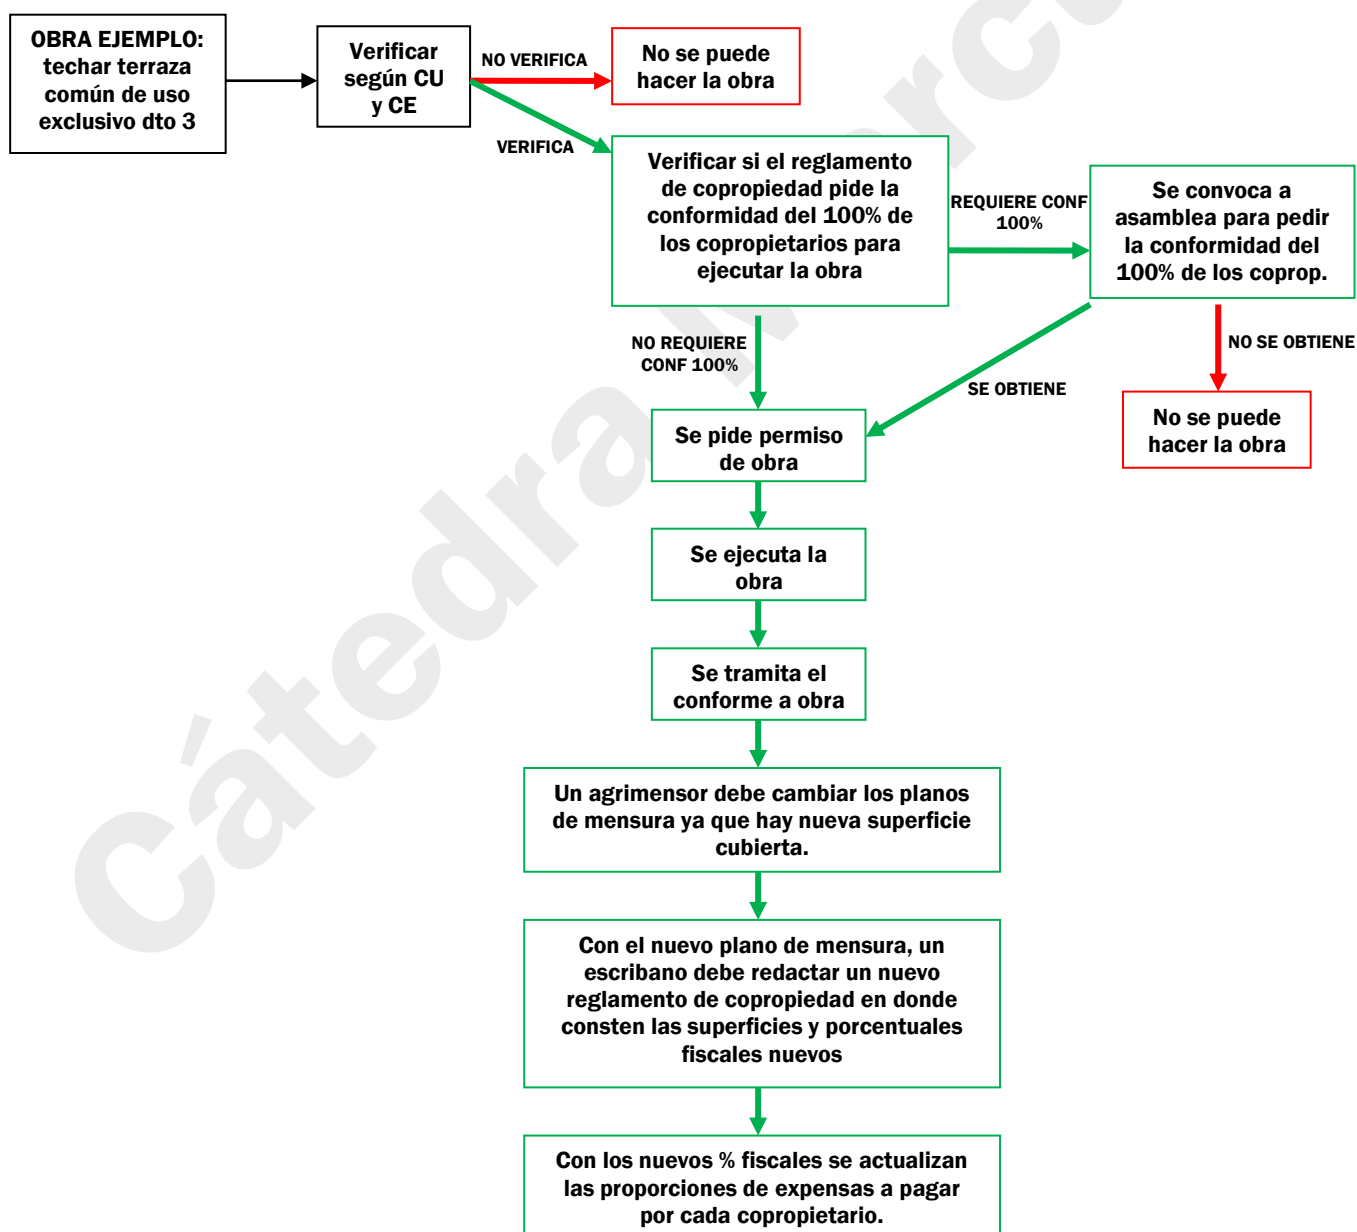 OBRA EJEMPLO:
techar terraza
común de uso
exclusivo dto 3
Verificar
según CU
y CE
NO VERIFICA
No se puede
hacer la obra
VERIFICA
Verificar si el reglamento
de copropiedad pide la
conformidad del 100% de
los copropietarios para
ejecutar la obra
REQUIERE CONF
100%
Se convoca a
asamblea para pedir
la conformidad del
100% de los coprop.
NO REQUIERE
CONF 100%
SE OBTIENE
NO SE OBTIENE
No se puede
hacer la obra
Se pide permiso
de obra
Se ejecuta la
obra
Se tramita el
conforme a obra
Un agrimensor debe cambiar los planos
de mensura ya que hay nueva superficie
cubierta.
Con el nuevo plano de mensura, un
escribano debe redactar un nuevo
reglamento de copropiedad en donde
consten las superficies y porcentuales
fiscales nuevos
Con los nuevos % fiscales se actualizan
las proporciones de expensas a pagar
por cada copropietario.
Cátedra